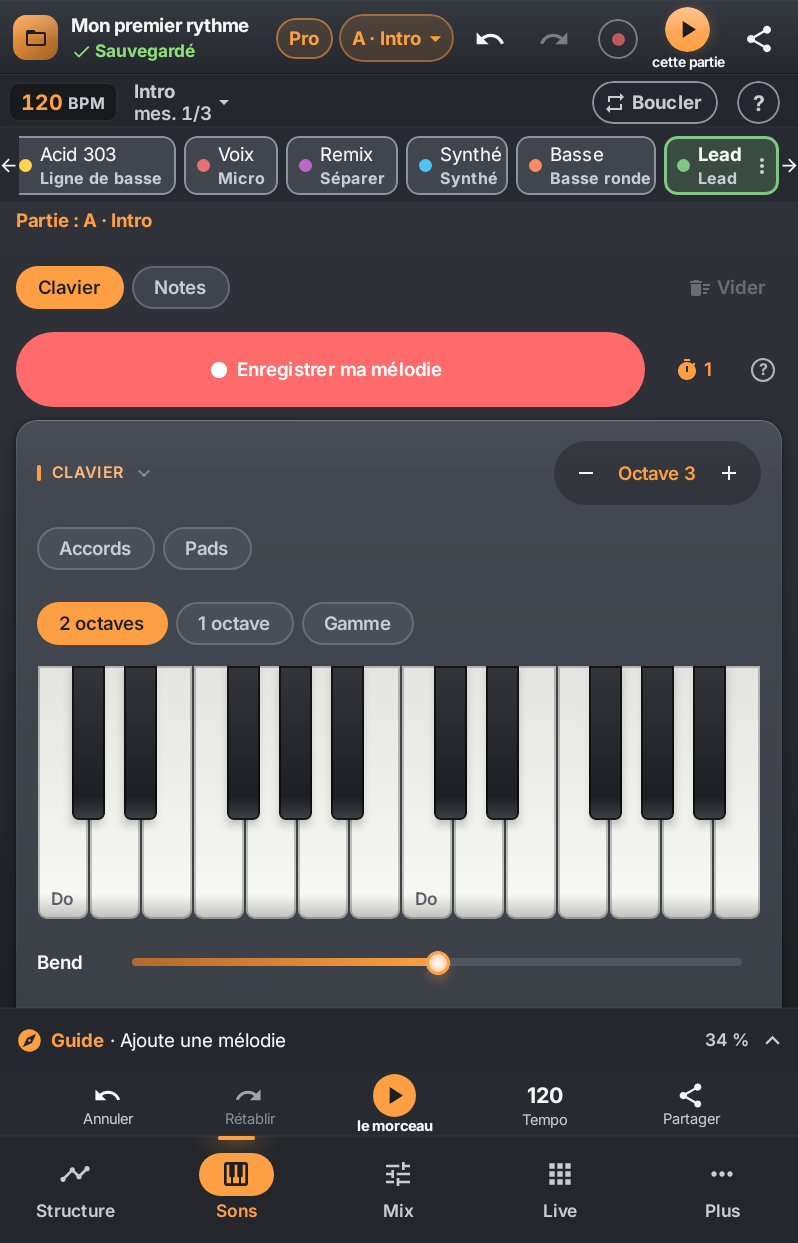 Mon premier rythme
Sauvegardé
Pro
A · Intro
cette partie
120 BPM
Intro
mes. 1/3
Boucler
?
Acid 303
Ligne de basse
Voix
Micro
Remix
Séparer
Synthé
Synthé
Basse
Basse ronde
Lead
Lead
Partie : A · Intro
Clavier
Notes
Vider
Enregistrer ma mélodie
1
?
CLAVIER
Octave 3
Accords
Pads
2 octaves
1 octave
Gamme
Do
Do
Bend
Guide · Ajoute une mélodie
34 %
Annuler
Rétablir
le morceau
120
Tempo
Partager
Structure
Sons
Mix
Live
Plus